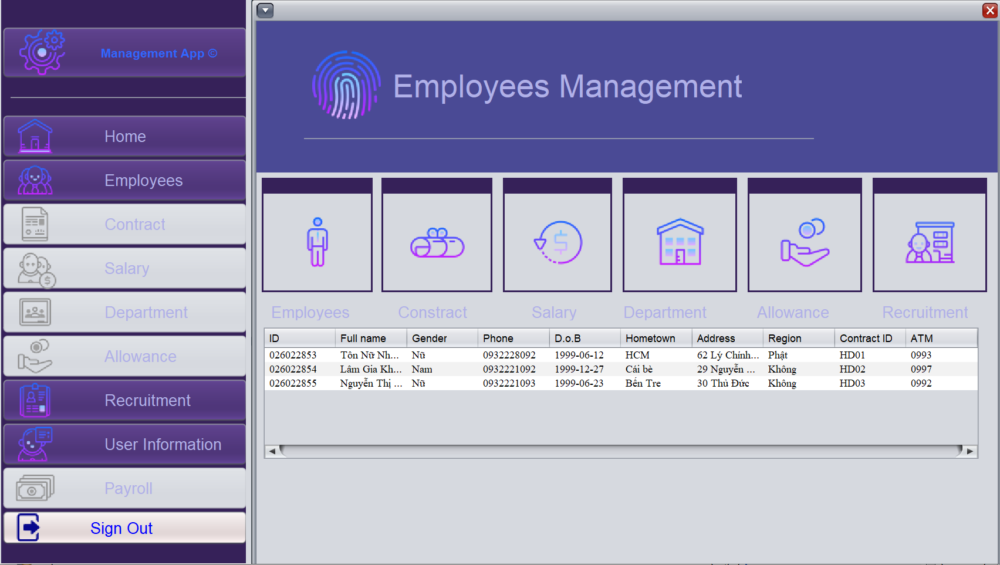 Management App ©
Home
Employees
Contract
Salary
Department
Allowance
Recruitment
User Information
Payroll
Sign Out
Employees Management
Employees Constract Salary Department Allowance Recruitment
ID Full name Gender Phone D.o.B Hometown Address Region Contract ID ATM
026022853 Tôn Nữ Nh... Nữ 0932228092 1999-06-12 HCM 62 Lý Chính... Phật HD01 0993
026022854 Lâm Gia Kh... Nam 0932221092 1999-12-27 Cái bè 29 Nguyễn ... Không HD02 0997
026022855 Nguyễn Thị ... Nữ 0932221093 1999-06-23 Bến Tre 30 Thủ Đức Không HD03 0992